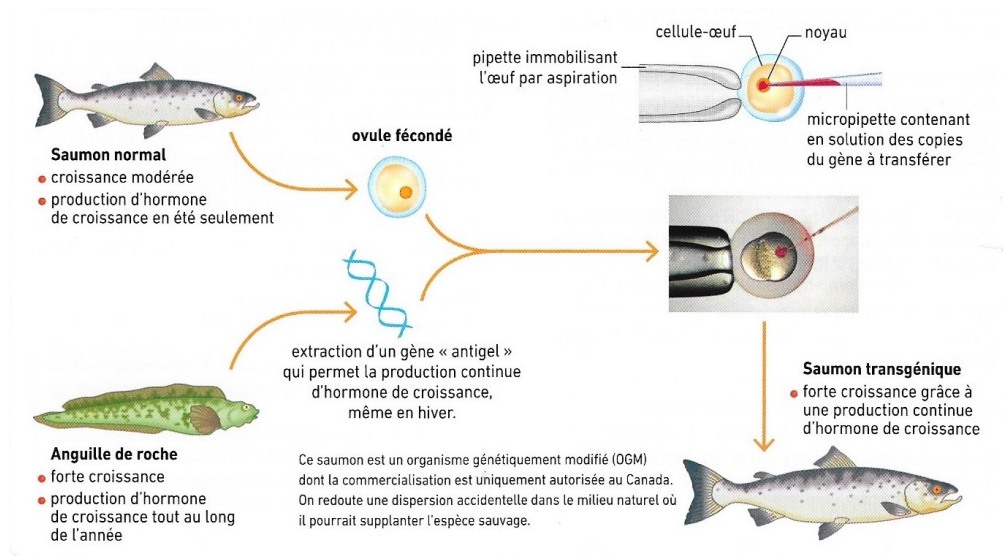 cellule-œuf
noyau
pipette immobilisant
l'œuf par aspiration
micropipette contenant
en solution des copies
du gène à transférer
ovule fécondé
Saumon normal
• croissance modérée
• production d'hormone
de croissance en été seulement
extraction d'un gène « antigel »
qui permet la production continue
d'hormone de croissance,
même en hiver.
Saumon transgénique
• forte croissance grâce à
une production continue
d'hormone de croissance
Anguille de roche
• forte croissance
• production d'hormone
de croissance tout au long
de l'année
Ce saumon est un organisme génétiquement modifié (OGM)
dont la commercialisation est uniquement autorisée au Canada.
On redoute une dispersion accidentelle dans le milieu naturel où
il pourrait supplanter l'espèce sauvage.